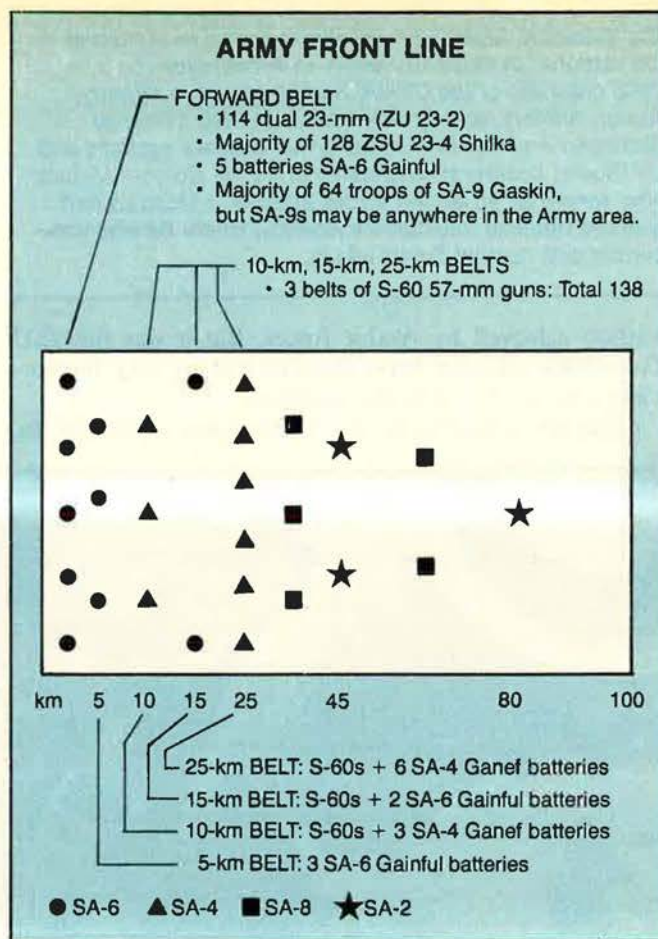 ARMY FRONT LINE
FORWARD BELT
• 114 dual 23-mm (ZU 23-2)
• Majority of 128 ZSU 23-4 Shilka
• 5 batteries SA-6 Gainful
• Majority of 64 troops of SA-9 Gaskin,
but SA-9s may be anywhere in the Army area.
10-km, 15-km, 25-km BELTS
• 3 belts of S-60 57-mm guns: Total 138
km 5 10 15 25 45 80 100
25-km BELT: S-60s + 6 SA-4 Ganef batteries
15-km BELT: S-60s + 2 SA-6 Gainful batteries
10-km BELT: S-60s + 3 SA-4 Ganef batteries
5-km BELT: 3 SA-6 Gainful batteries
SA-6 SA-4 SA-8 SA-2